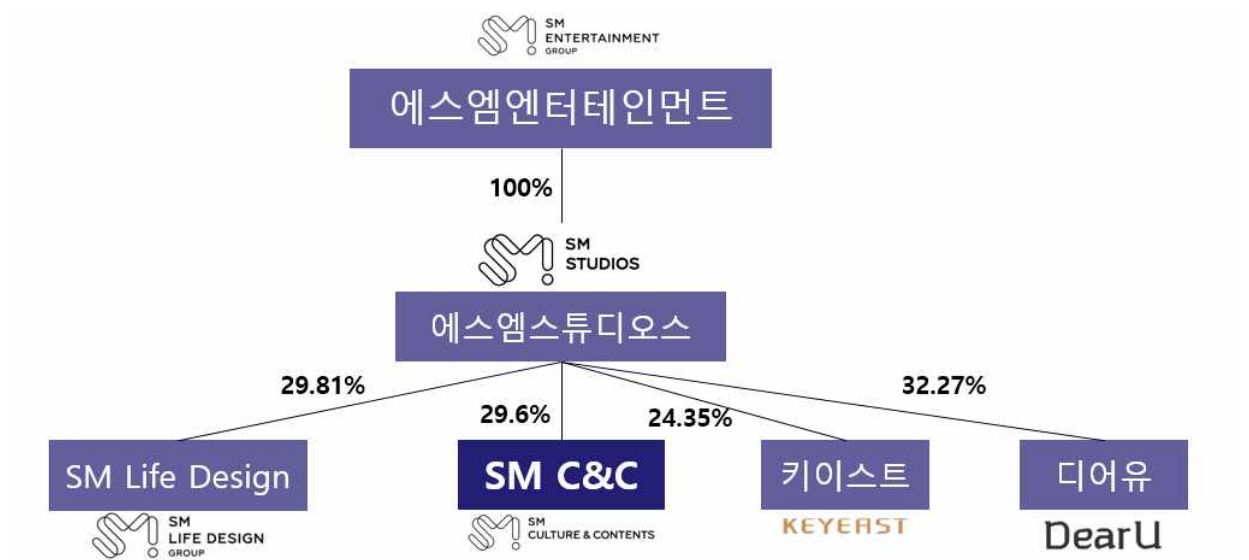 SM
ENTERTAINMENT
GROUP
에스엠엔터테인먼트
100%
SM
STUDIOS
에스엠스튜디오스
29.81%
29.6%
24.35%
32.27%
SM Life Design
SM C&C
키이스트
디어유
SM
LIFE DESIGN
GROUP
SM
CULTURE & CONTENTS
KEYEAST
DearU